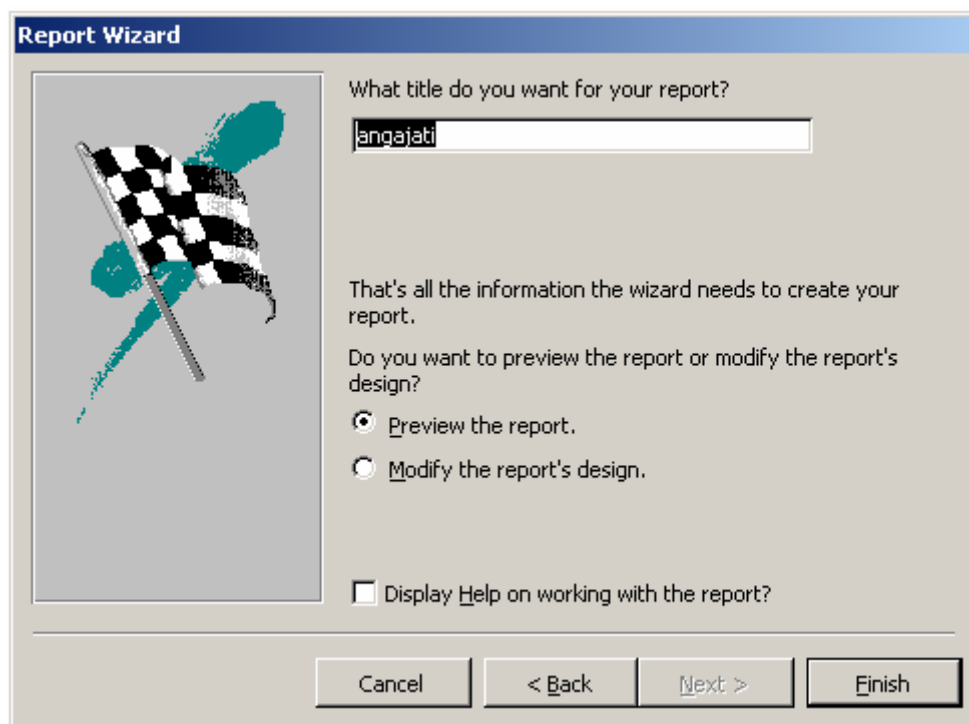 Report Wizard
What title do you want for your report?
angajati
That's all the information the wizard needs to create your
report.
Do you want to preview the report or modify the report's
design?
Preview the report.
Modify the report's design.
Display Help on working with the report?
Cancel
< Back
Next >
Finish